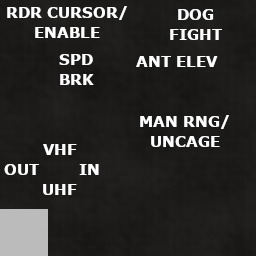 RDR CURSOR/
ENABLE
DOG
FIGHT
SPD
BRK
ANT ELEV
MAN RNG/
UNCAGE
VHF
OUT IN
UHF